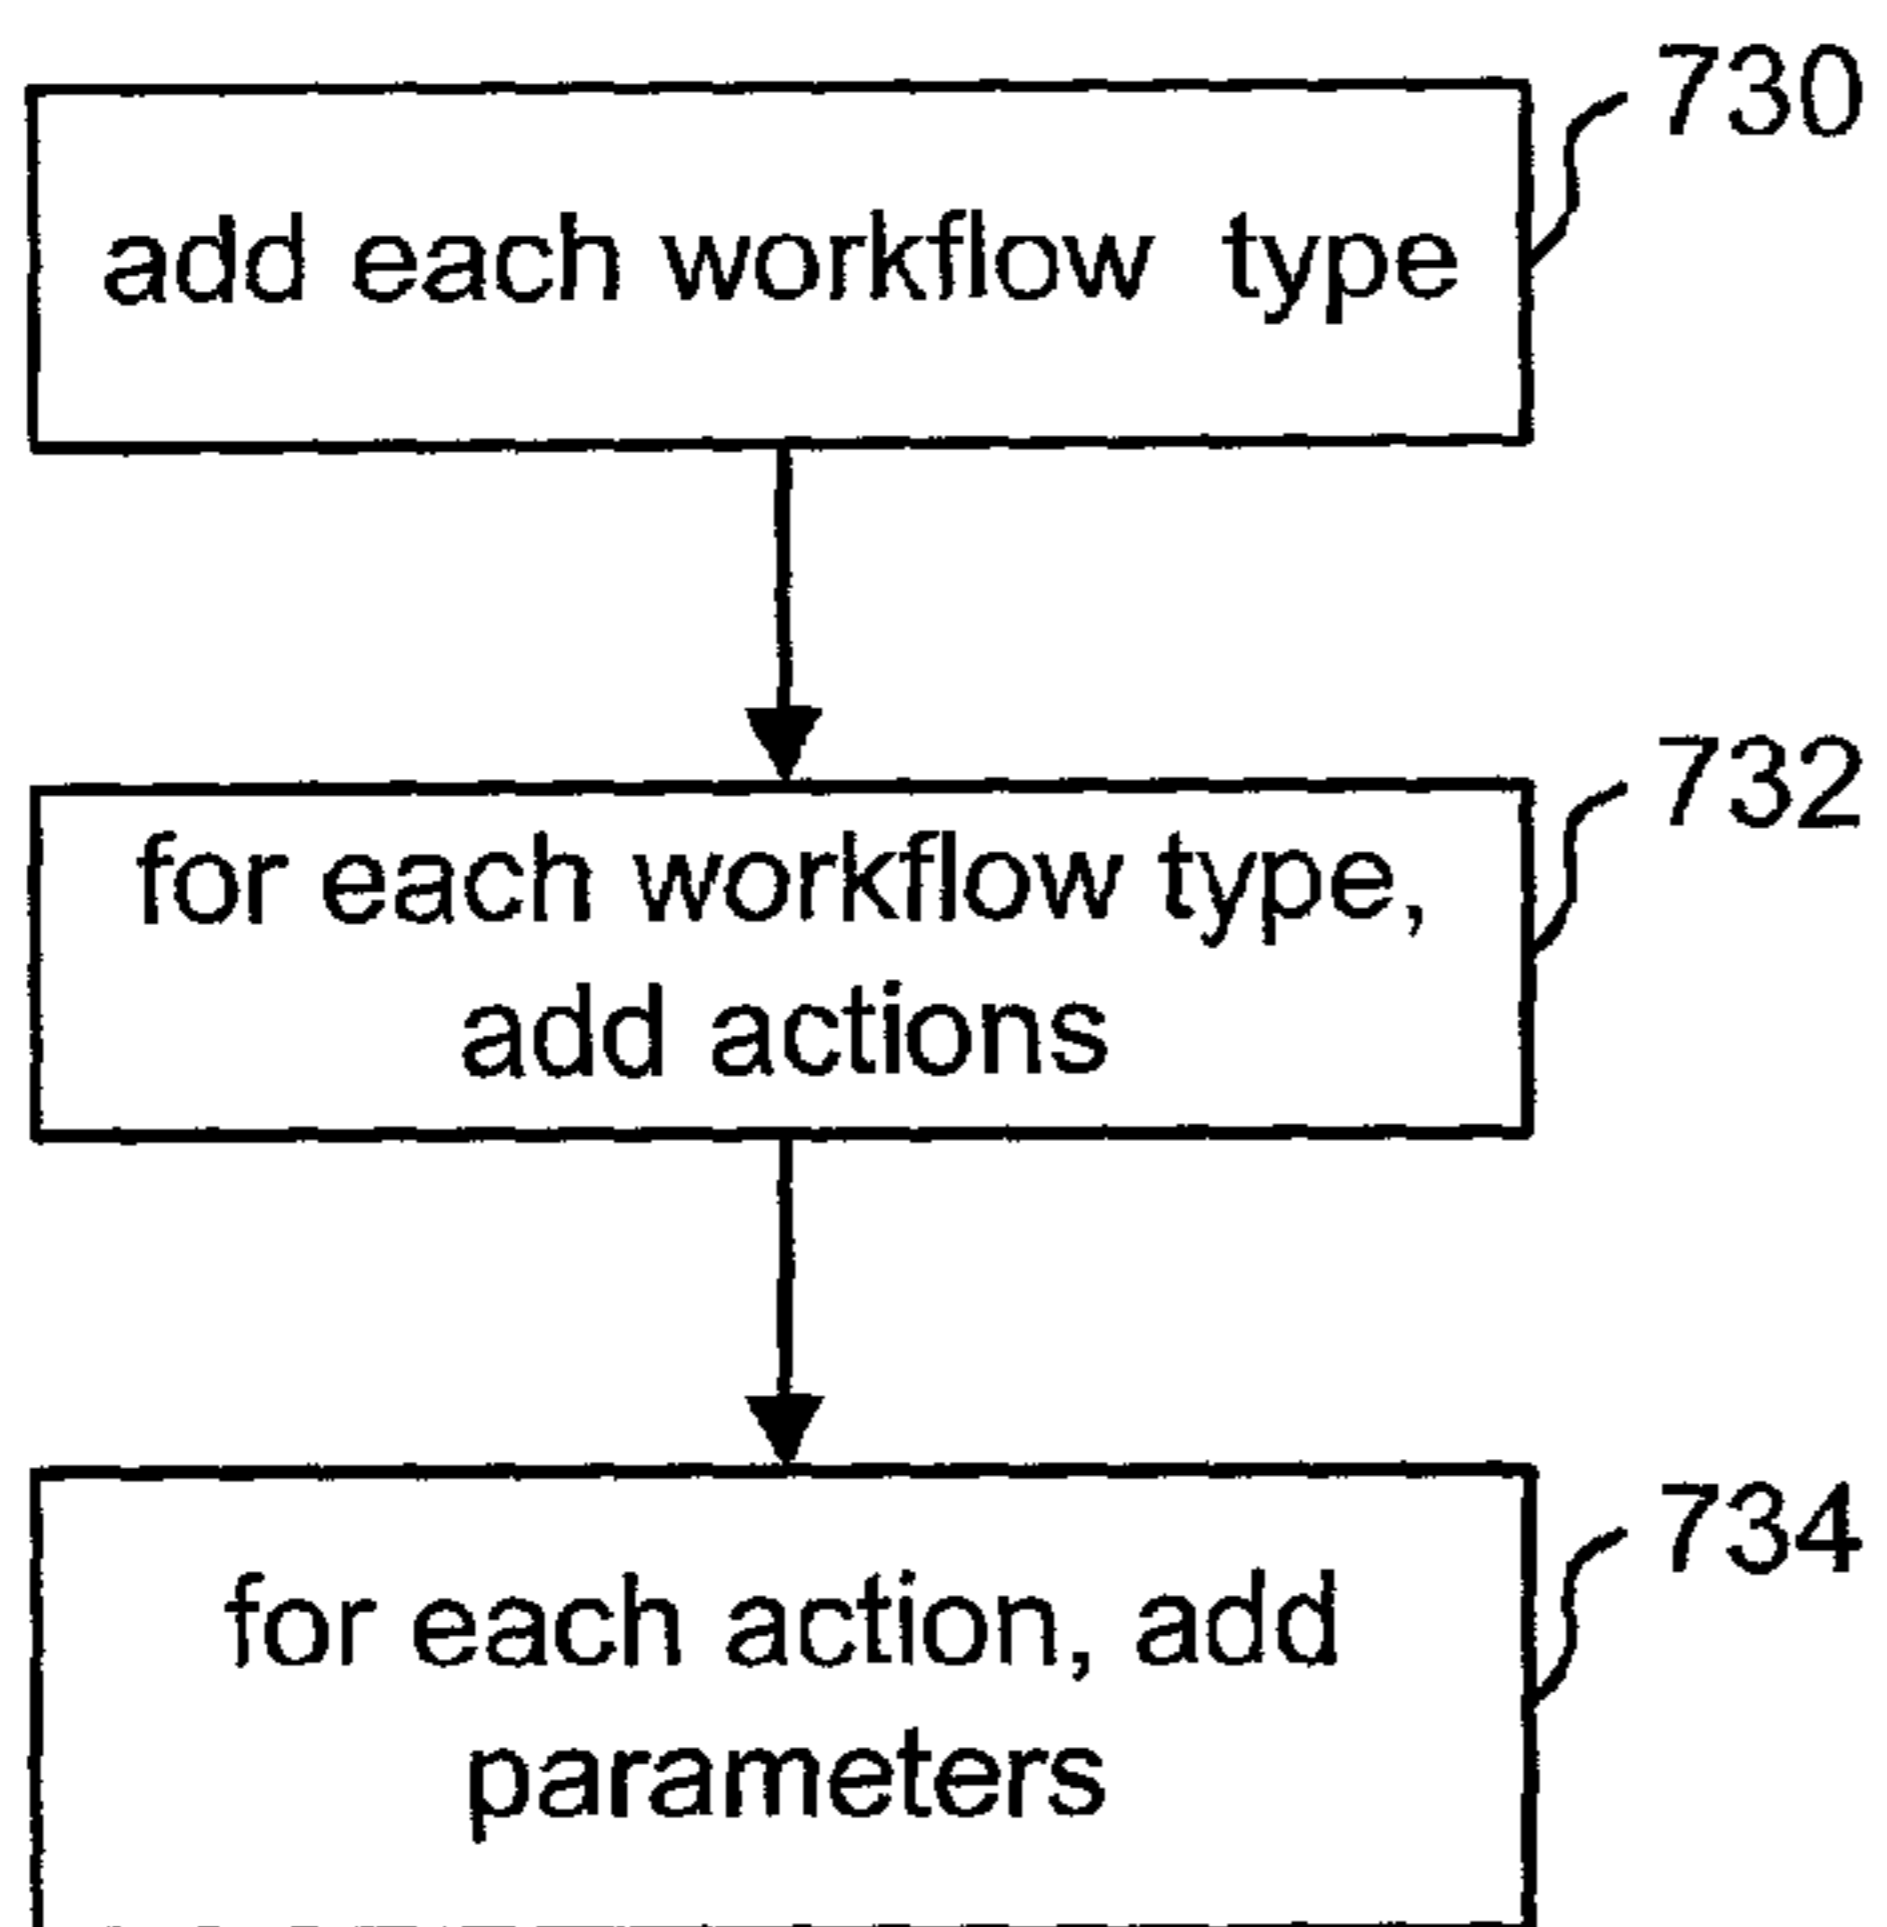 730
add each workflow type
732
for each workflow type,
add actions
734
for each action, add
parameters